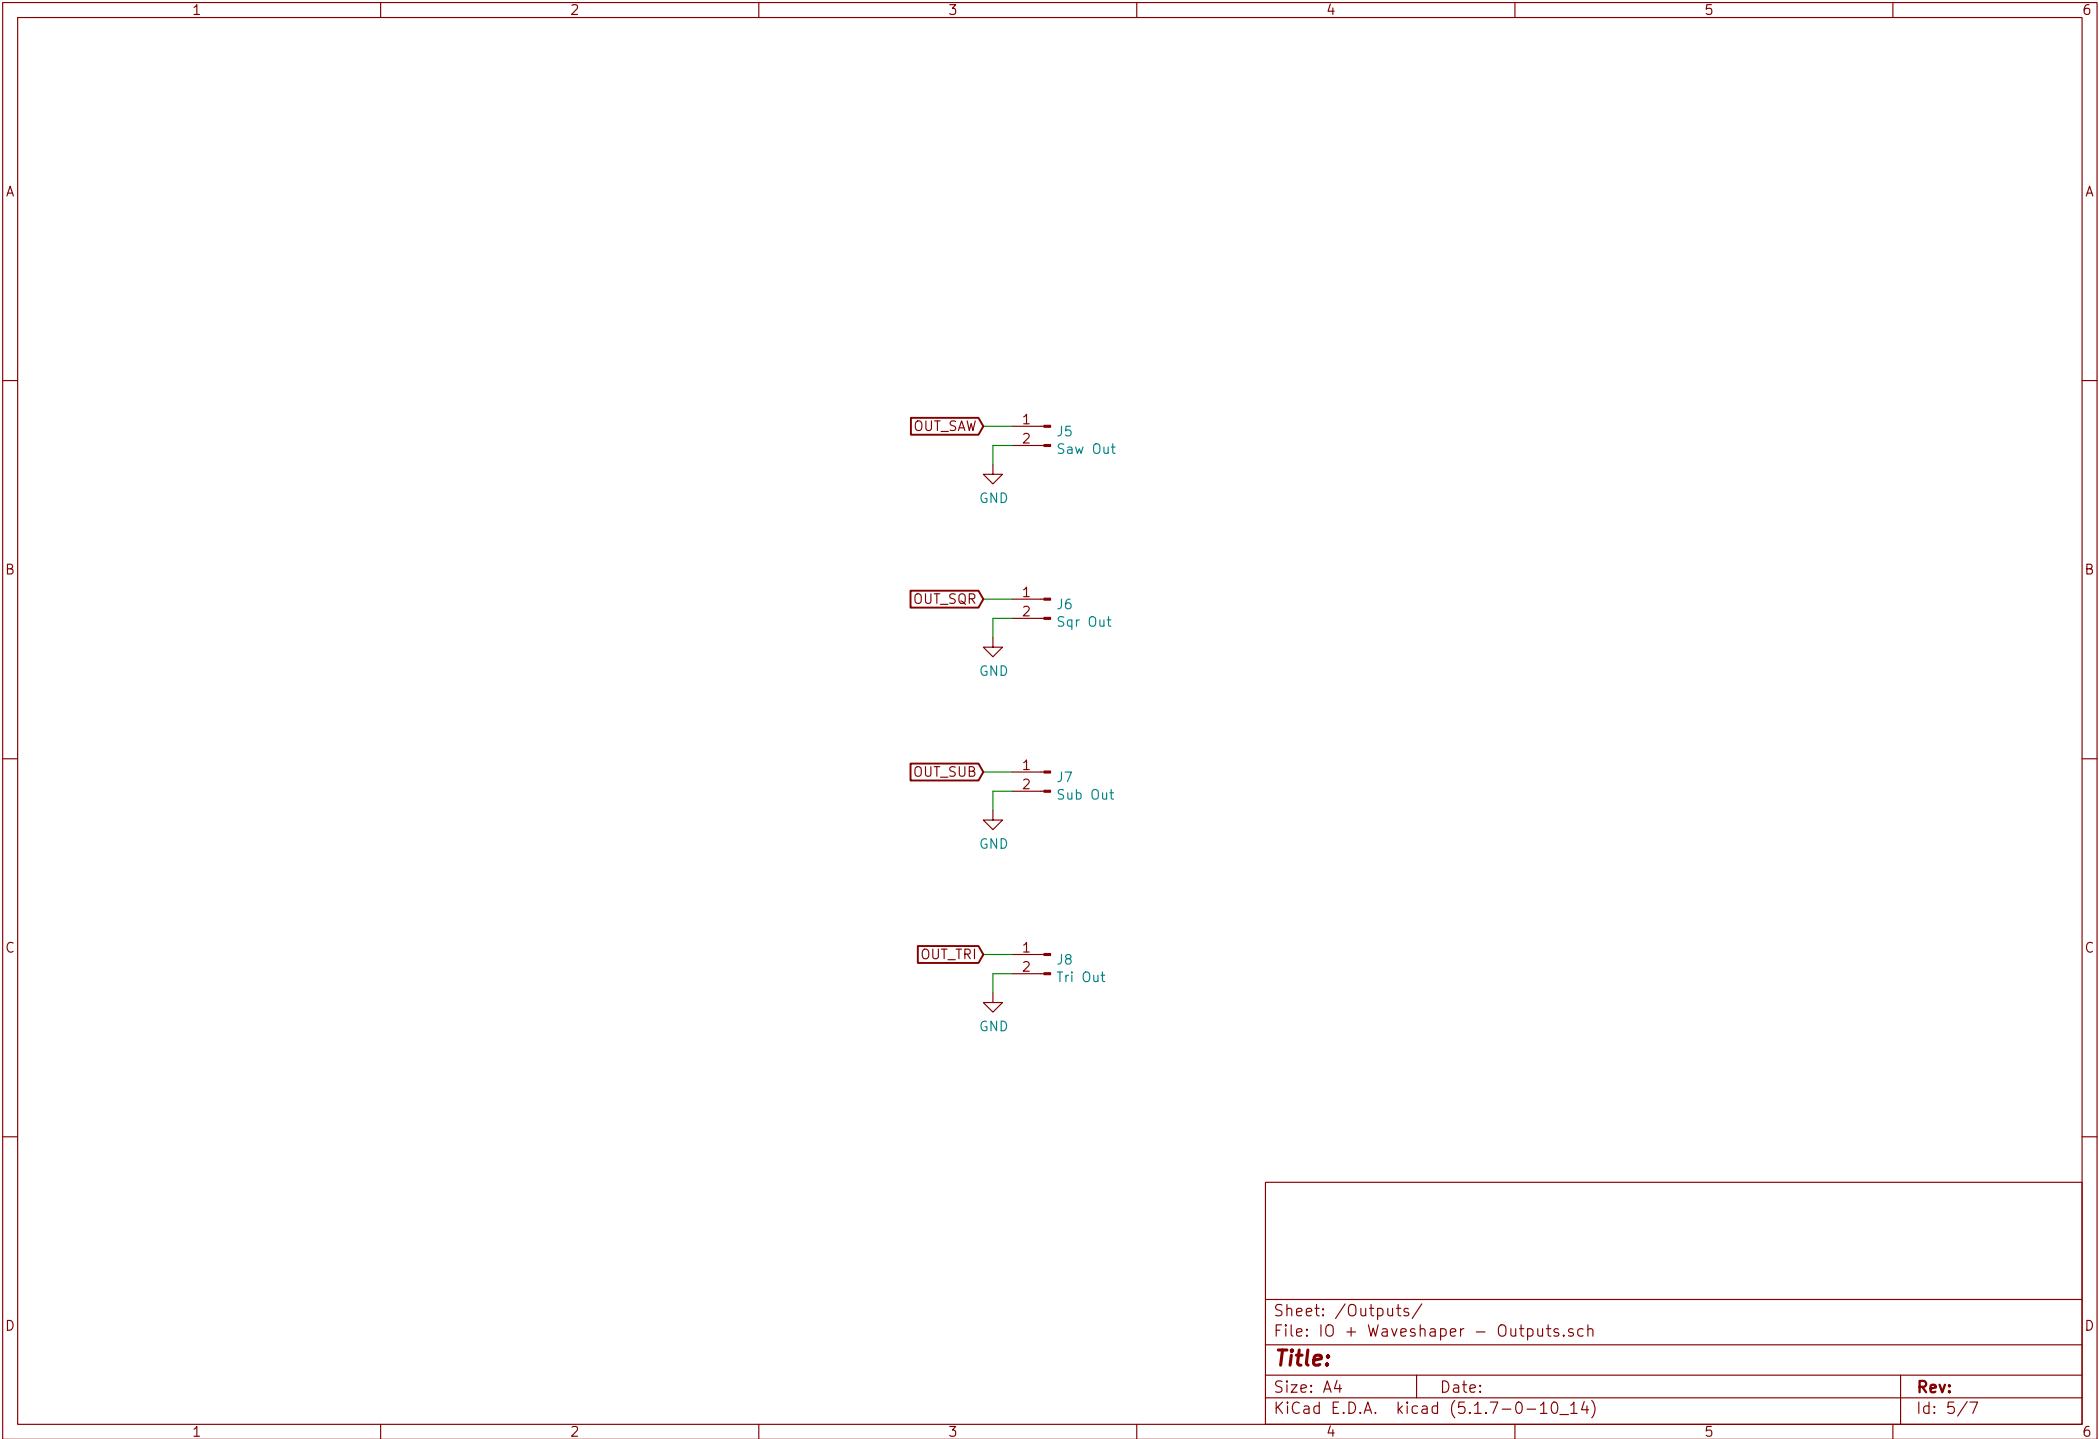 1 2 3 4 5 6
A A
OUT_SAW 1 J5
2 Saw Out
GND
B B
OUT_SQR 1 J6
2 Sqr Out
GND
OUT_SUB 1 J7
2 Sub Out
GND
C C
OUT_TRI 1 J8
2 Tri Out
GND
Sheet: /Outputs/
File: IO + Waveshaper - Outputs.sch
D D
Title:
Size: A4 Date: Rev:
KiCad E.D.A. kicad (5.1.7-0-10_14) Id: 5/7
1 2 3 4 5 6